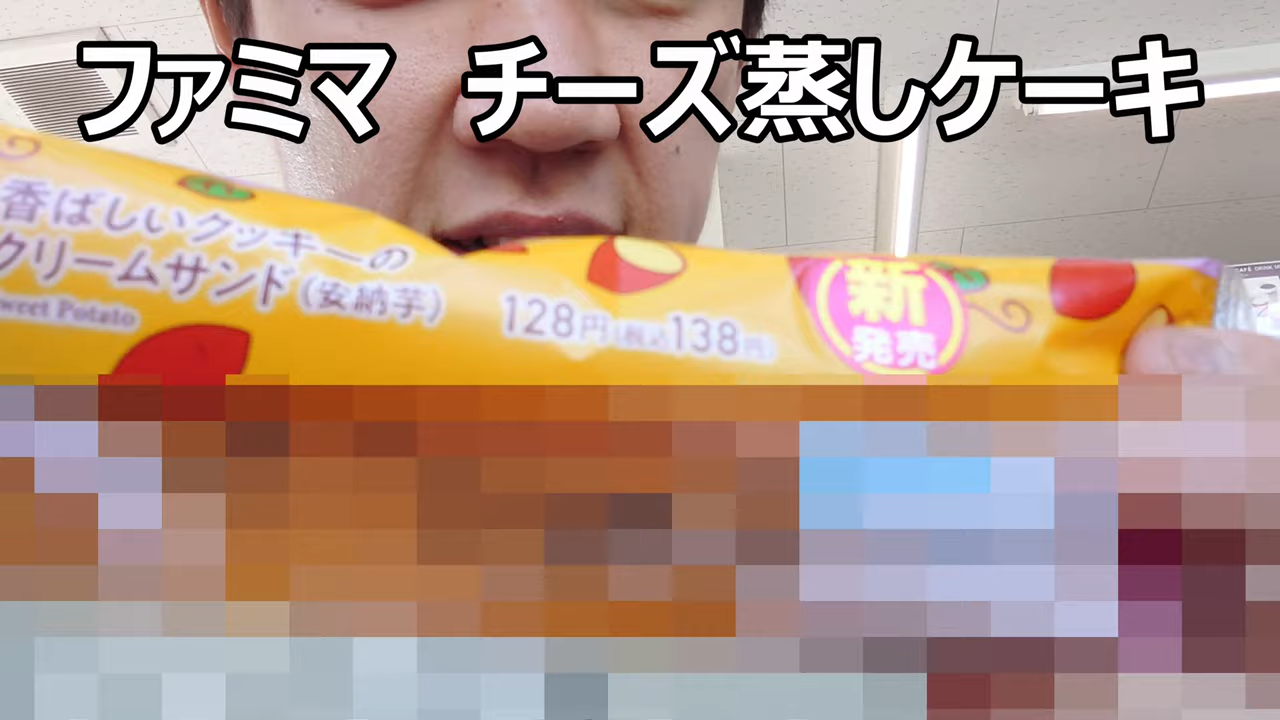 ファミマ　チーズ蒸しケーキ
香ばしいクッキーの
クリームサンド(安納芋)
weet Potato
128円(税込138円)
新
発売